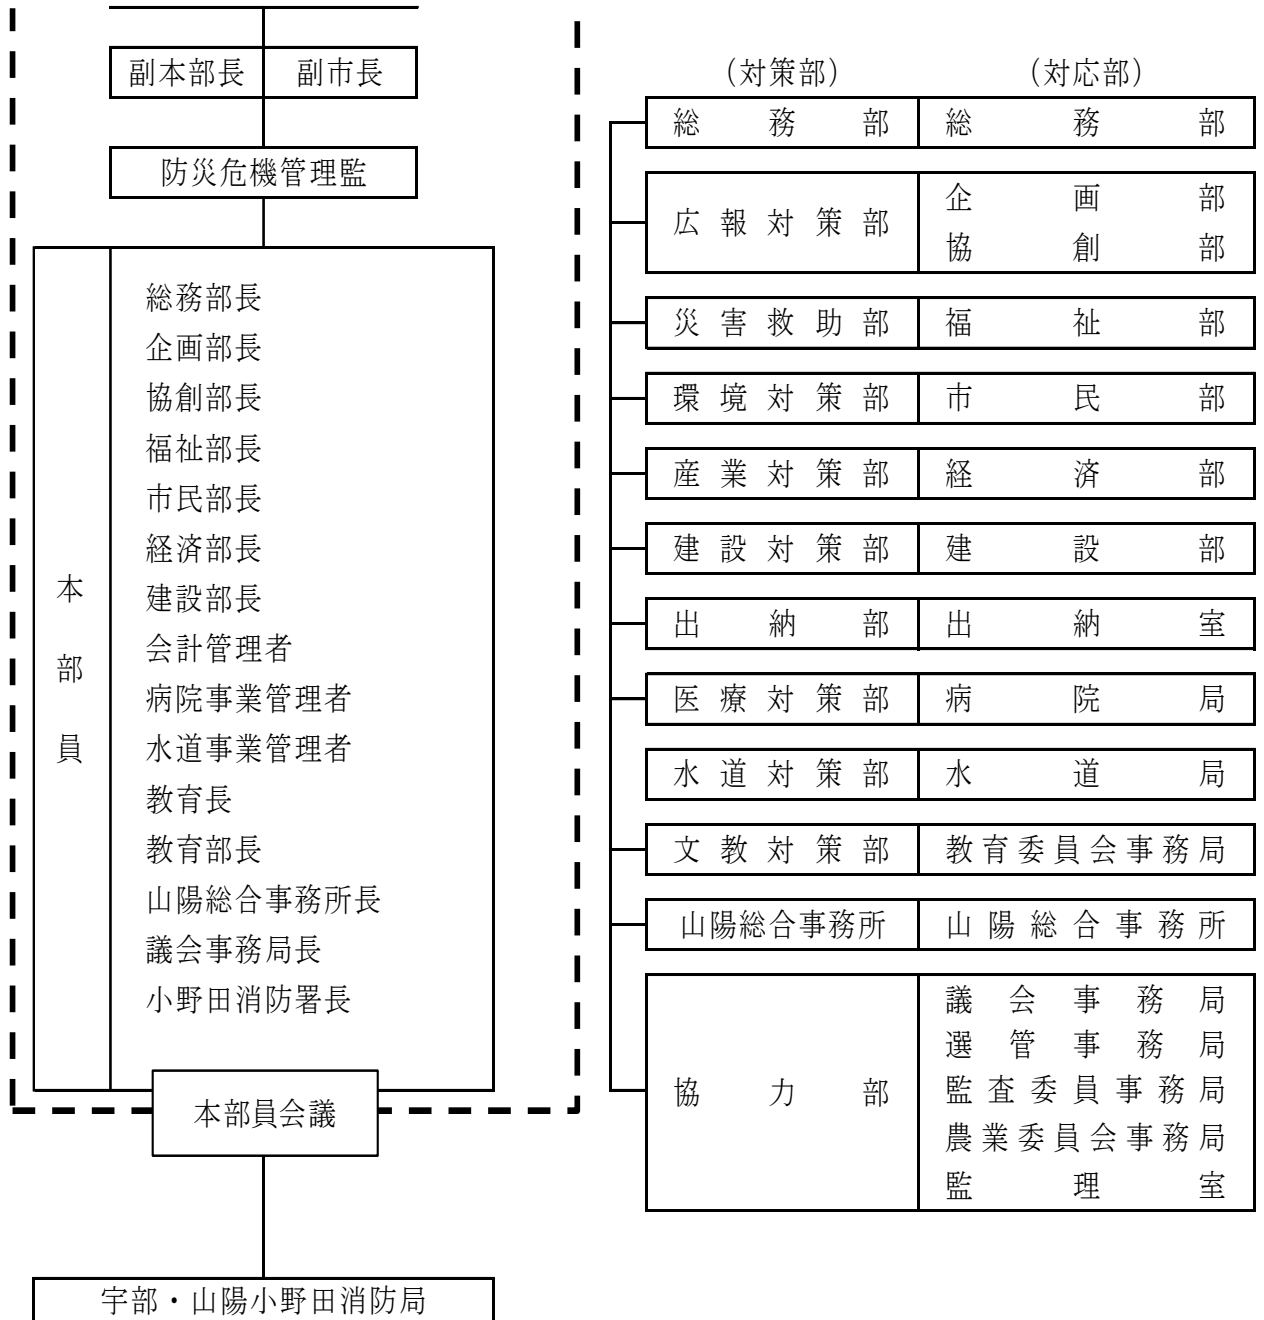 副本部長 副市長
防災危機管理監
本部員
総務部長
企画部長
協創部長
福祉部長
市民部長
経済部長
建設部長
会計管理者
病院事業管理者
水道事業管理者
教育長
教育部長
山陽総合事務所長
議会事務局長
小野田消防署長
本部員会議
宇部・山陽小野田消防局
(対策部) (対応部)
総務部 総務部
広報対策部 企画部
協創部
災害救助部 福祉部
環境対策部 市民部
産業対策部 経済部
建設対策部 建設部
出納部 出納室
医療対策部 病院局
水道対策部 水道局
文教対策部 教育委員会事務局
山陽総合事務所 山陽総合事務所
協力部 議会事務局
選管事務局
監査委員事務局
農業委員会事務局
監理室